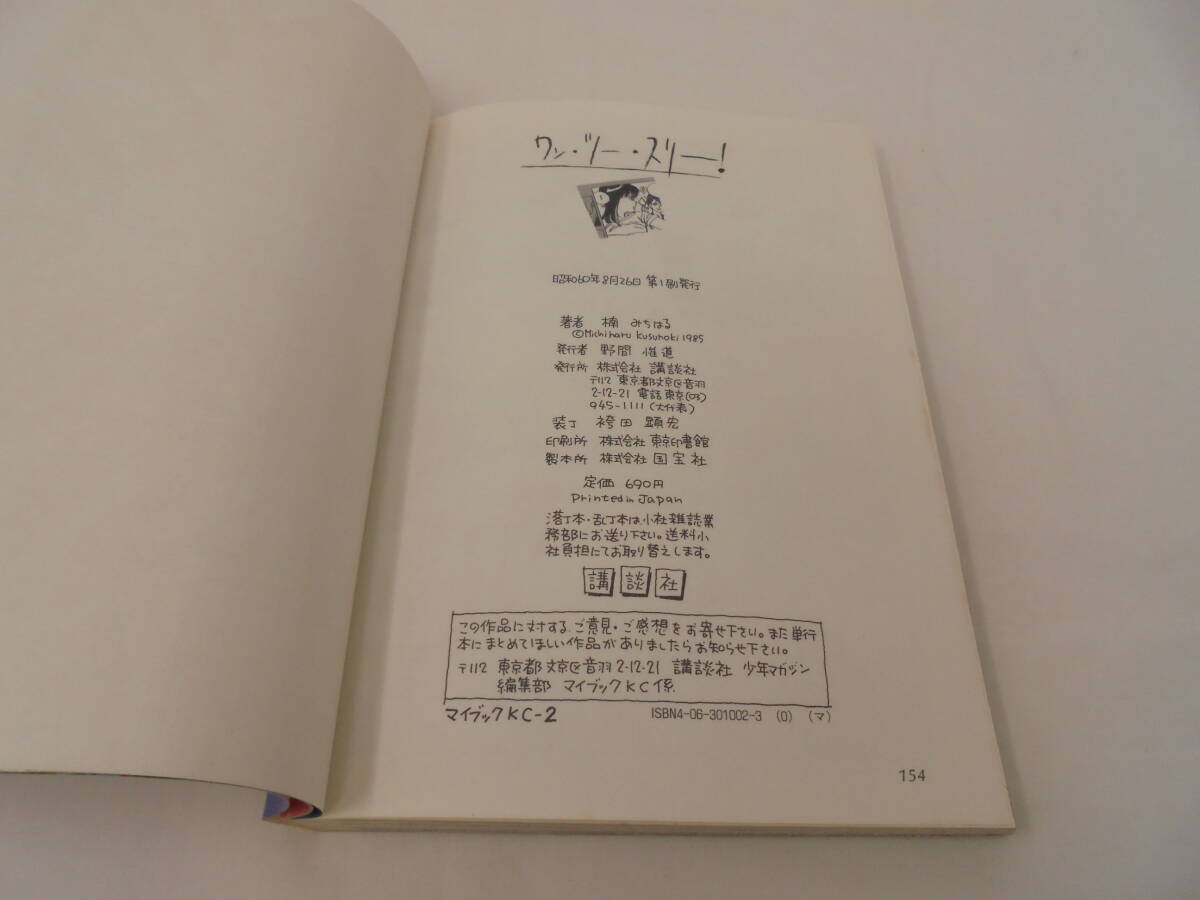 ワン・ツー・スリー!
昭和60年8月26日 第1刷発行
著者 楠 みちはる
©Michiharu Kusunoki 1985
発行者 野間 惟道
発行所 株式会社 講談社
〒112 東京都文京区音羽
2-12-21 電話 東京(03)
945-1111(大代表)
装丁 袴田 顕宏
印刷所 株式会社 東京印書館
製本所 株式会社 国宝社
定価 690円
Printed in Japan
落丁本・乱丁本は、小社雑誌業
務部にお送り下さい。送料小
社負担にてお取り替えします。
講談社
この作品に対する、ご意見・ご感想をお寄せ下さい。また単行
本にまとめてほしい作品がありましたらお知らせ下さい。
〒112 東京都文京区音羽2-12-21 講談社 少年マガジン
編集部 マイブックKC係
マイブックKC-2 ISBN4-06-301002-3 (0) (マ)
154